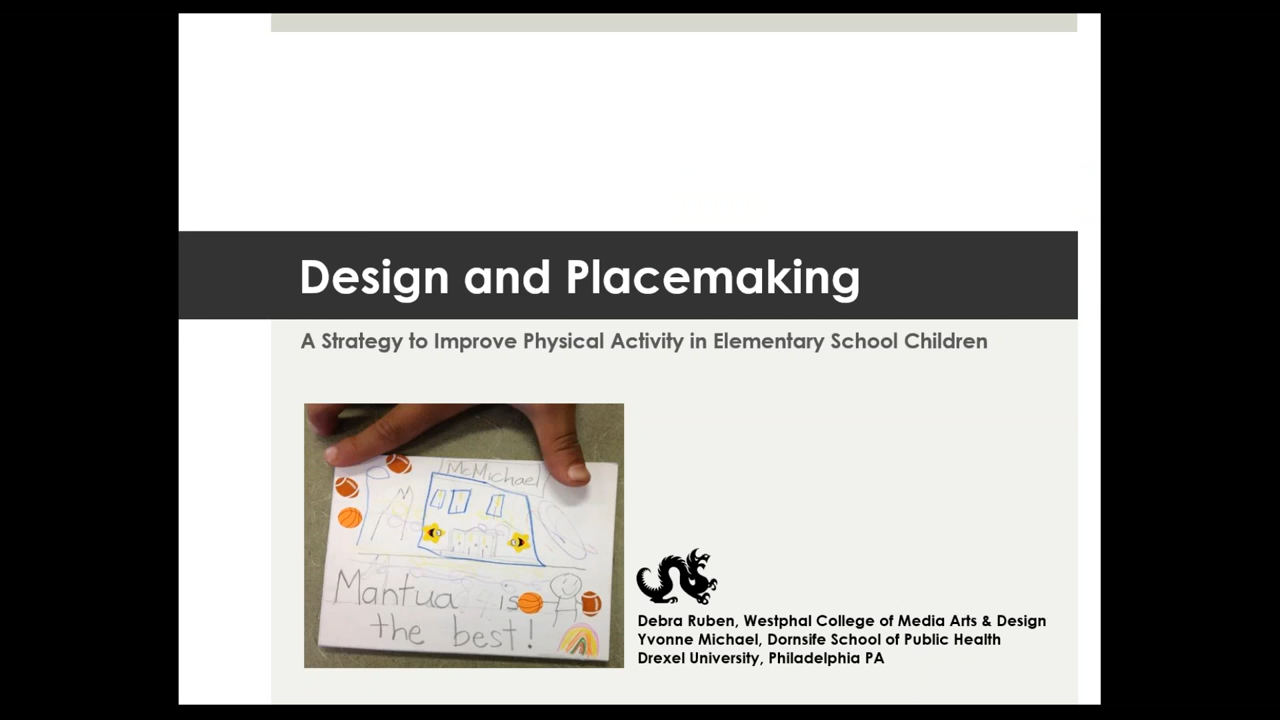 Design and Placemaking
A Strategy to Improve Physical Activity in Elementary School Children
McMichael
Mantua is
the best!
Debra Ruben, Westphal College of Media Arts & Design
Yvonne Michael, Dornsife School of Public Health
Drexel University, Philadelphia PA